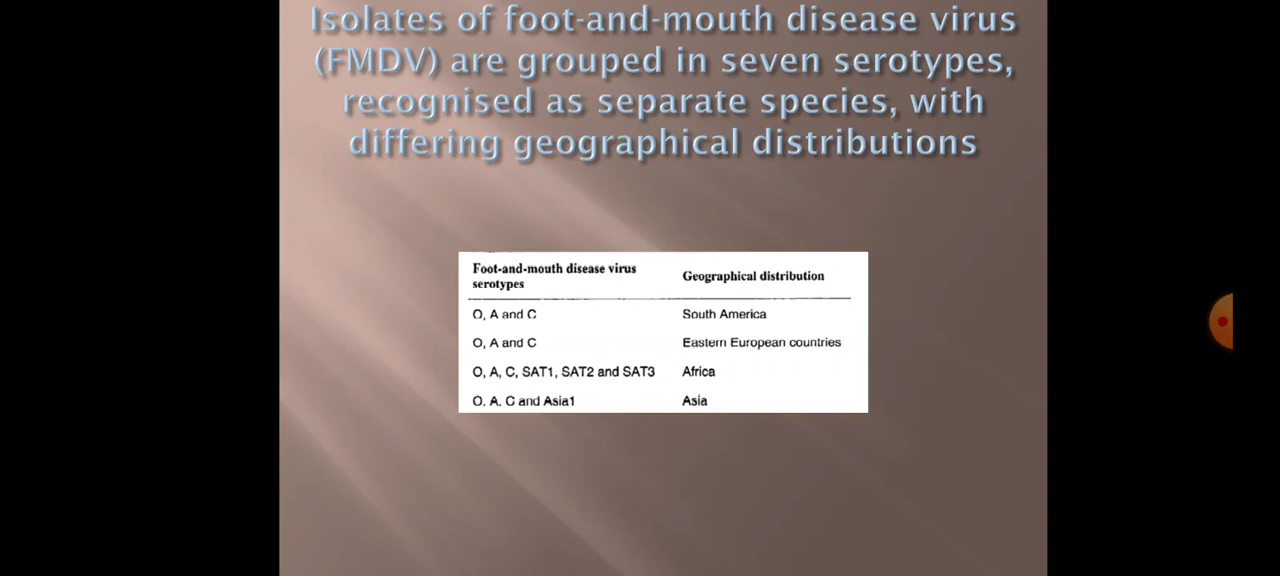 Isolates of foot-and-mouth disease virus
(FMDV) are grouped in seven serotypes,
recognised as separate species, with
differing geographical distributions
Foot-and-mouth disease virus
serotypes
Geographical distribution
O, A and C South America
O, A and C Eastern European countries
O, A, C, SAT1, SAT2 and SAT3 Africa
O. A. C and Asia1 Asia